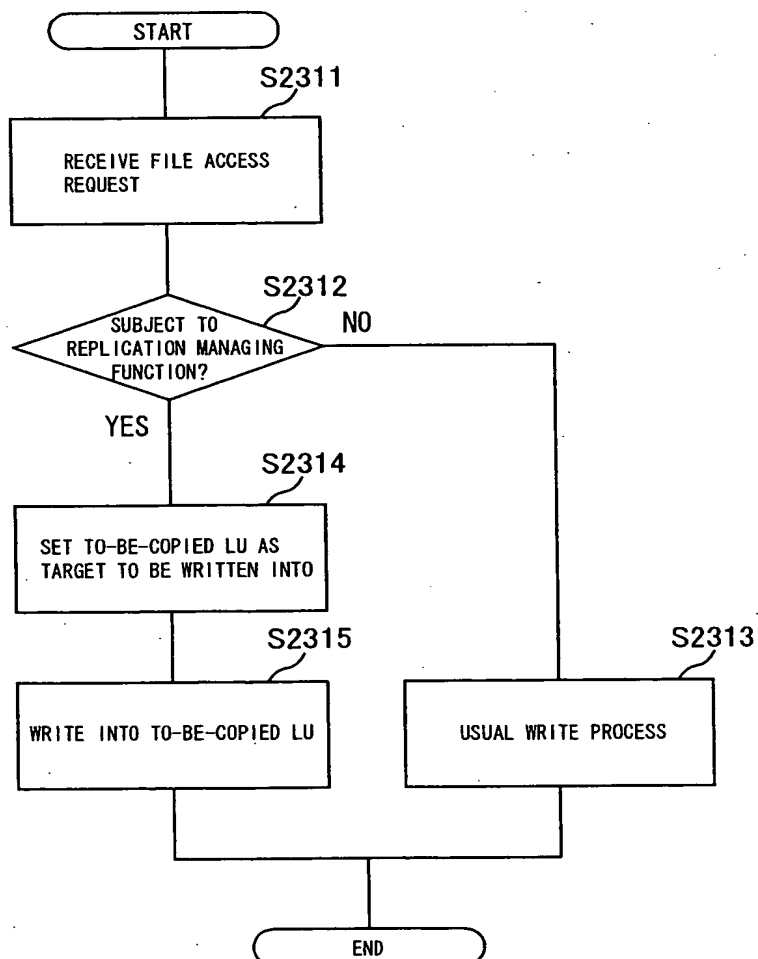 START
S2311
RECEIVE FILE ACCESS
REQUEST
S2312
SUBJECT TO
REPLICATION MANAGING
FUNCTION?
NO
YES
S2314
SET TO-BE-COPIED LU AS
TARGET TO BE WRITTEN INTO
S2315
WRITE INTO TO-BE-COPIED LU
S2313
USUAL WRITE PROCESS
END